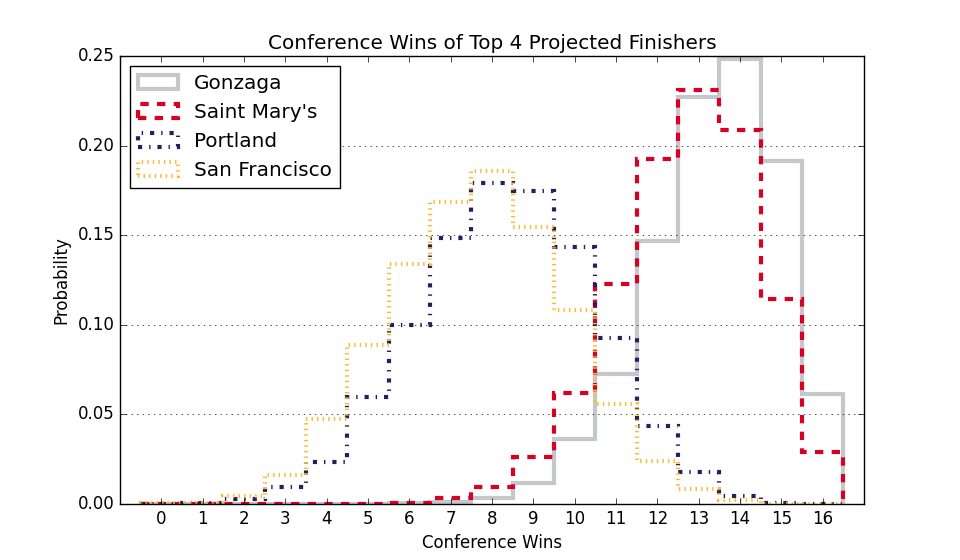 Conference Wins of Top 4 Projected Finishers
0.25
0.20
0.15
0.10
0.05
0.00
Probability
Gonzaga
Saint Mary's
Portland
San Francisco
0 1 2 3 4 5 6 7 8 9 10 11 12 13 14 15 16
Conference Wins